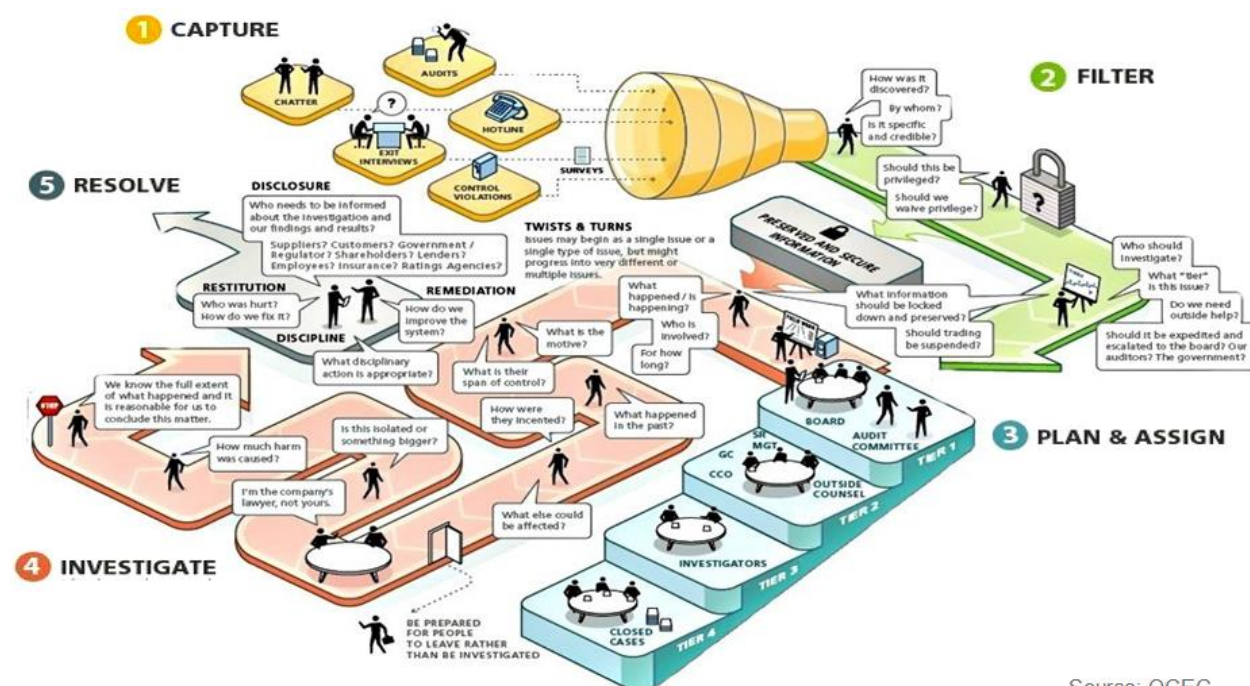 1 CAPTURE
CHATTER
AUDITS
?
EXIT
INTERVIEWS
HOTLINE
CONTROL
VIOLATIONS
SURVEYS
2 FILTER
How was it
discovered?
By whom?
Is it specific
and credible?
Should this be
privileged?
Should we
waive privilege?
?
Who should
investigate?
What "tier"
is this issue?
Do we need
outside help?
Should it be expedited and
escalated to the board? Our
auditors? The government?
What information
should be locked
down and preserved?
Should trading
be suspended?
PRESERVED AND SECURE
INFORMATION
3 PLAN & ASSIGN
BOARD
AUDIT
COMMITTEE
TIER 1
SR
MGT
GC
CCO
OUTSIDE
COUNSEL
TIER 2
INVESTIGATORS
TIER 3
CLOSED
CASES
TIER 4
4 INVESTIGATE
TWISTS & TURNS
Issues may begin as a single issue or a
single type of issue, but might
progress into very different or
multiple issues.
What
happened / is
happening?
Who is
involved?
For how
long?
What is the
motive?
What is their
span of control?
What happened
in the past?
How were
they incented?
What else could
be affected?
BE PREPARED
FOR PEOPLE
TO LEAVE RATHER
THAN BE INVESTIGATED
I'm the company's
lawyer, not yours.
Is this isolated or
something bigger?
How much harm
was caused?
We know the full extent
of what happened and it
is reasonable for us to
conclude this matter.
STOP
5 RESOLVE
DISCLOSURE
Who needs to be informed
about the investigation and
our findings and results?
Suppliers? Customers? Government /
Regulator? Shareholders? Lenders?
Employees? Insurance? Ratings Agencies?
RESTITUTION
Who was hurt?
How do we fix it?
REMEDIATION
How do we
improve the
system?
DISCIPLINE
What disciplinary
action is appropriate?